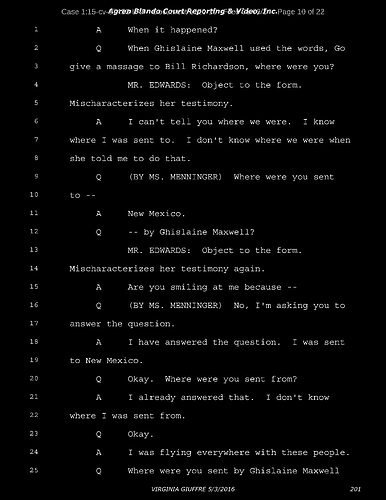 Case 1:15-cv- Agren Blando Court Reporting & Video, Inc. Page 10 of 22
1 A When it happened?
2 Q When Ghislaine Maxwell used the words, Go
3 give a massage to Bill Richardson, where were you?
4 MR. EDWARDS: Object to the form.
5 Mischaracterizes her testimony.
6 A I can't tell you where we were. I know
7 where I was sent to. I don't know where we were when
8 she told me to do that.
9 Q (BY MS. MENNINGER) Where were you sent
10 to --
11 A New Mexico.
12 Q -- by Ghislaine Maxwell?
13 MR. EDWARDS: Object to the form.
14 Mischaracterizes her testimony again.
15 A Are you smiling at me because --
16 Q (BY MS. MENNINGER) No, I'm asking you to
17 answer the question.
18 A I have answered the question. I was sent
19 to New Mexico.
20 Q Okay. Where were you sent from?
21 A I already answered that. I don't know
22 where I was sent from.
23 Q Okay.
24 A I was flying everywhere with these people.
25 Q Where were you sent by Ghislaine Maxwell
VIRGINIA GIUFFRE 5/3/2016 201